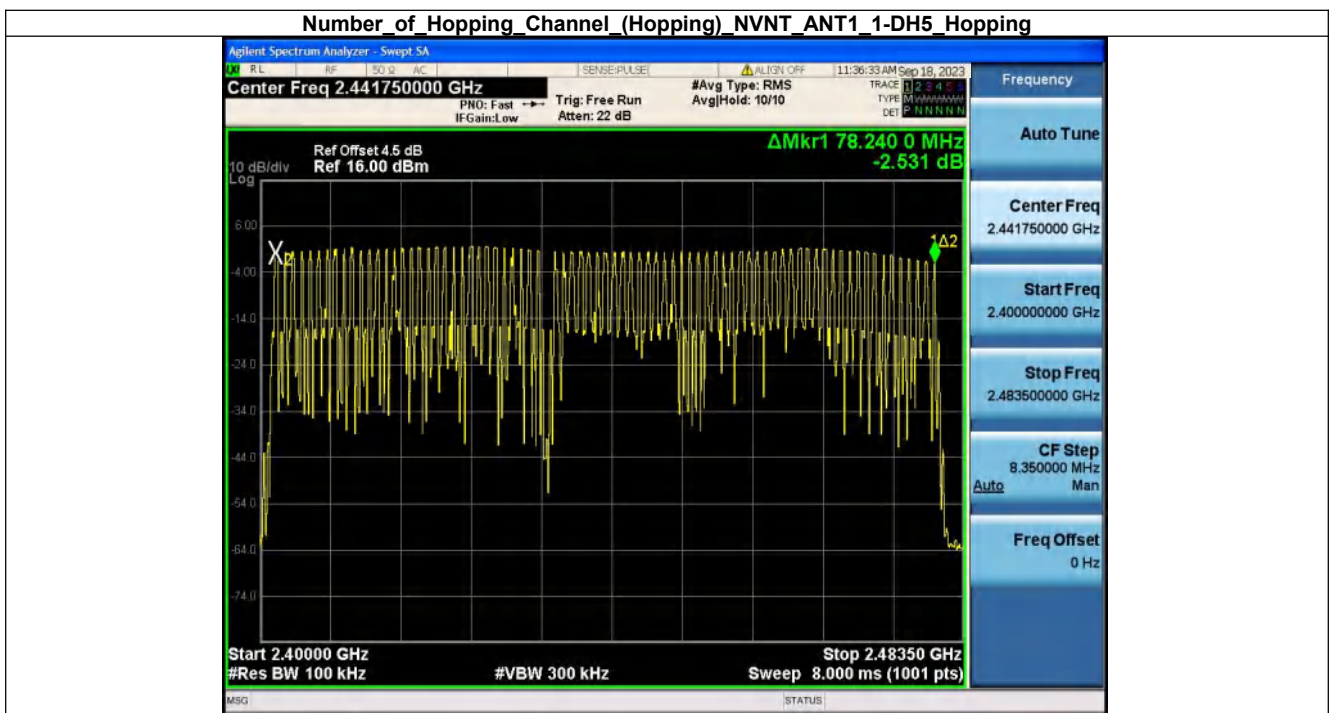 Number_of_Hopping_Channel_(Hopping)_NVNT_ANT1_1-DH5_Hopping
Agilent Spectrum Analyzer - Swept SA
RL RF 50 Ω AC SENSE:PULSE ALIGN OFF 11:36:33 AM Sep 18, 2023
Center Freq 2.441750000 GHz #Avg Type: RMS TRACE 1 2 3 4 5 6
PNO: Fast Trig: Free Run Avg|Hold: 10/10 TYPE M
IFGain:Low Atten: 22 dB DET P N N N N N
Frequency
Auto Tune
ΔMkr1 78.240 0 MHz
-2.531 dB
Ref Offset 4.5 dB
10 dB/div Ref 16.00 dBm
Log
6.00
-4.00
-14.0
-24.0
-34.0
-44.0
-54.0
-64.0
-74.0
X2
1Δ2
Center Freq
2.441750000 GHz
Start Freq
2.400000000 GHz
Stop Freq
2.483500000 GHz
CF Step
8.350000 MHz
Auto Man
Freq Offset
0 Hz
Start 2.40000 GHz Stop 2.48350 GHz
#Res BW 100 kHz #VBW 300 kHz Sweep 8.000 ms (1001 pts)
MSG STATUS